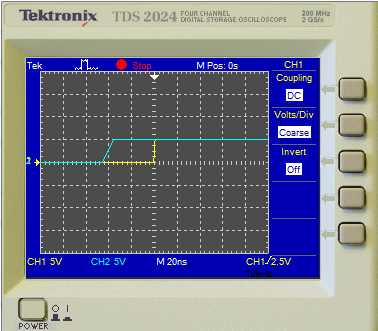 Tektronix TDS 2024 FOUR CHANNEL DIGITAL STORAGE OSCILLOSCOPE 200 MHz 2 GS/s
Tek Stop M Pos: 0s CH1
Coupling
DC
Volts/Div
Coarse
Invert
Off
CH1 5V CH2 5V M 20ns CH1/2.5V
POWER